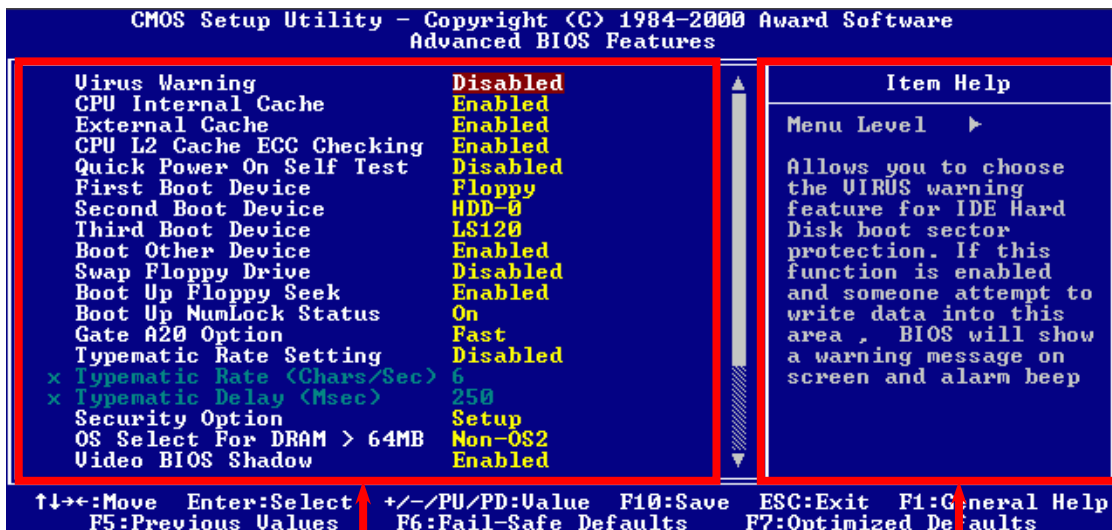 CMOS Setup Utility - Copyright (C) 1984-2000 Award Software
Advanced BIOS Features
Virus Warning Disabled
CPU Internal Cache Enabled
External Cache Enabled
CPU L2 Cache ECC Checking Enabled
Quick Power On Self Test Disabled
First Boot Device Floppy
Second Boot Device HDD-0
Third Boot Device LS120
Boot Other Device Enabled
Swap Floppy Drive Disabled
Boot Up Floppy Seek Enabled
Boot Up NumLock Status On
Gate A20 Option Fast
Typematic Rate Setting Disabled
x Typematic Rate (Chars/Sec) 6
x Typematic Delay (Msec) 250
Security Option Setup
OS Select For DRAM > 64MB Non-OS2
Video BIOS Shadow Enabled
Item Help
Menu Level ►
Allows you to choose
the VIRUS warning
feature for IDE Hard
Disk boot sector
protection. If this
function is enabled
and someone attempt to
write data into this
area , BIOS will show
a warning message on
screen and alarm beep
↑↓→←:Move Enter:Select +/-/PU/PD:Value F10:Save ESC:Exit F1:General Help
F5:Previous Values F6:Fail-Safe Defaults F7:Optimized Defaults